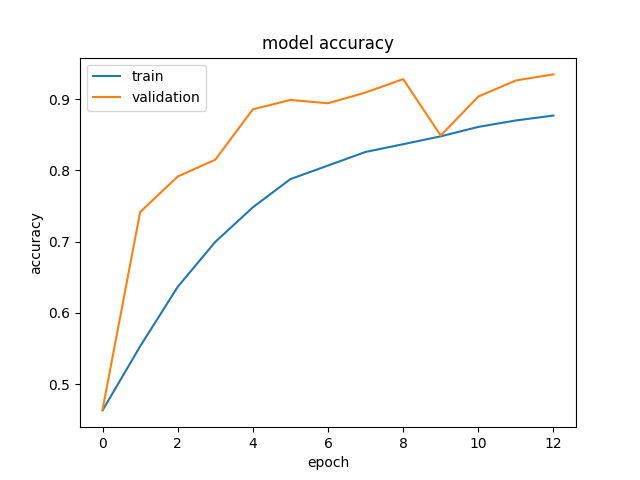 model accuracy
train
validation
0.9
0.8
0.7
0.6
0.5
accuracy
0 2 4 6 8 10 12
epoch